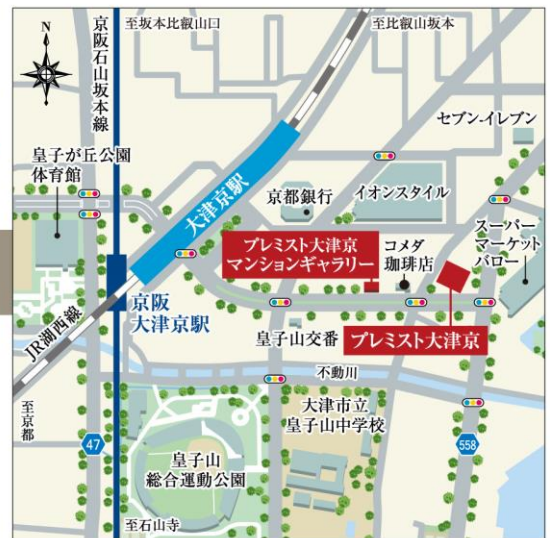 至坂本比叡山口
至比叡山坂本
N
京阪石山坂本線
セブン-イレブン
皇子が丘公園
体育館
大津京駅
京都銀行
イオンスタイル
スーパー
マーケット
バロー
プレミスト大津京
マンションギャラリー
コメダ
珈琲店
京阪
大津京駅
JR湖西線
皇子山交番
プレミスト大津京
不動川
至京都
大津市立
皇子山中学校
47
558
皇子山
総合運動公園
至石山寺